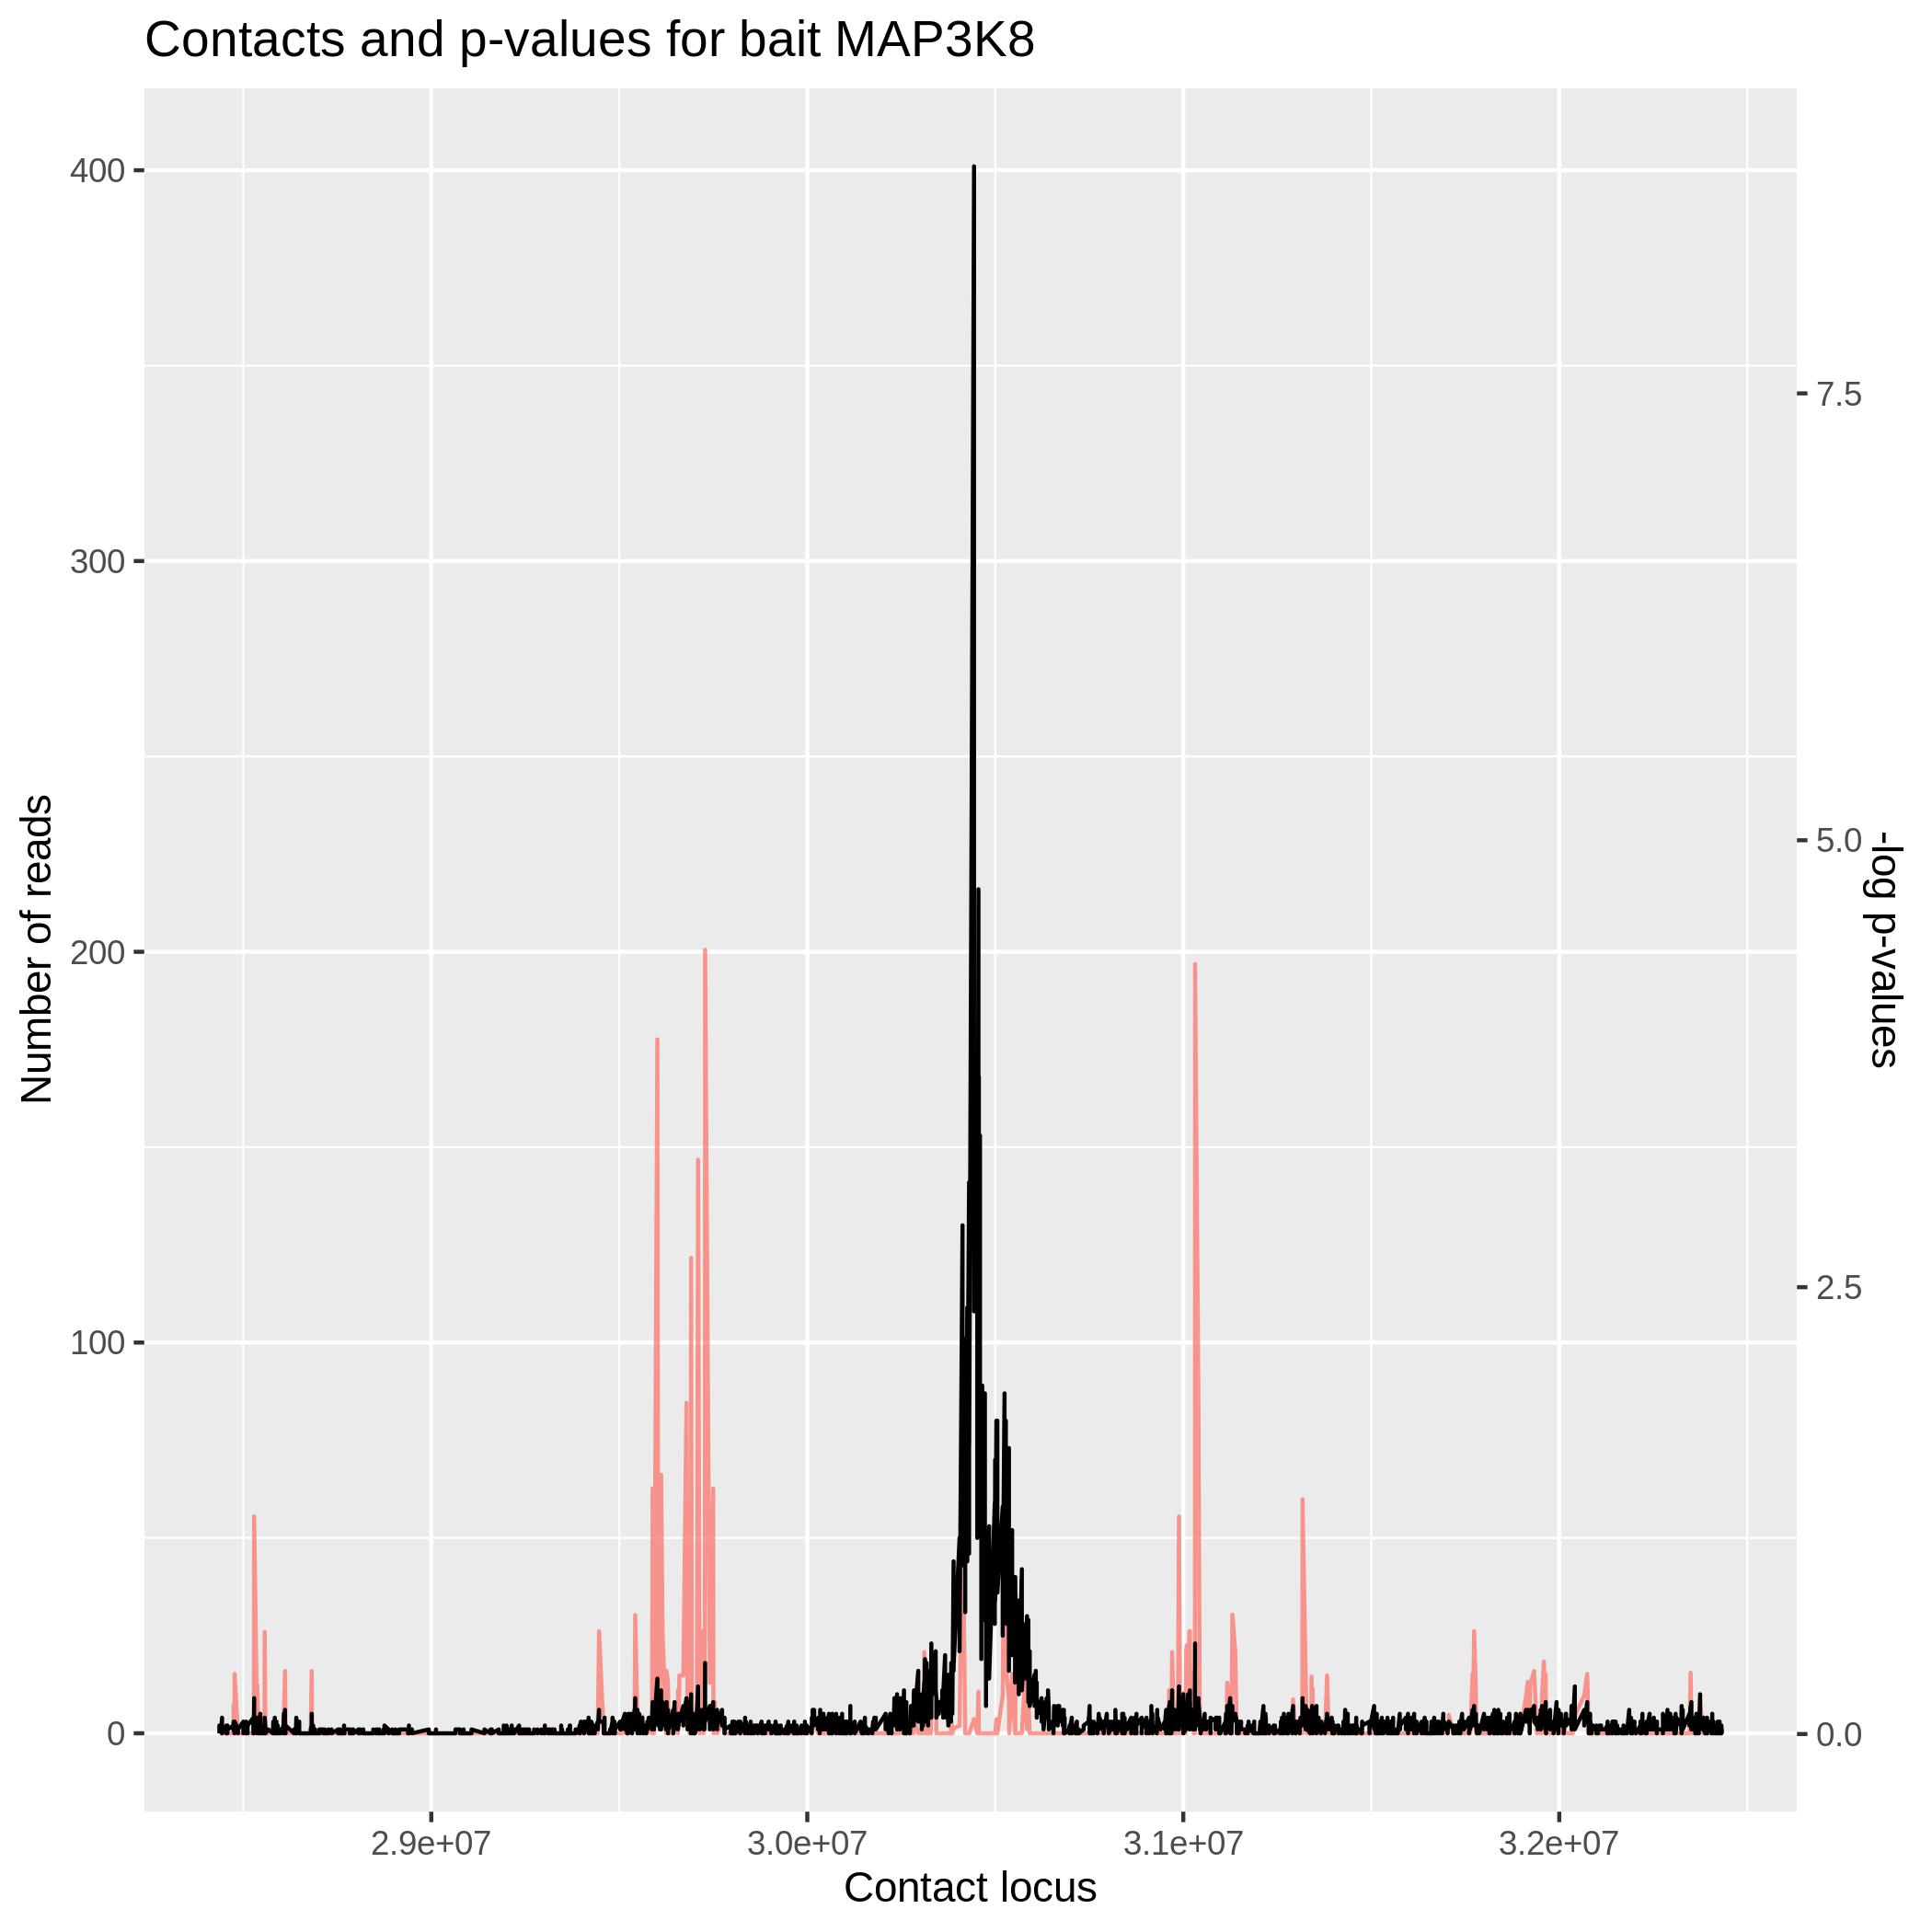 Contacts and p-values for bait MAP3K8
400
300
200
100
0
Number of reads
7.5
5.0
2.5
0.0
-log p-values
2.9e+07
3.0e+07
3.1e+07
3.2e+07
Contact locus